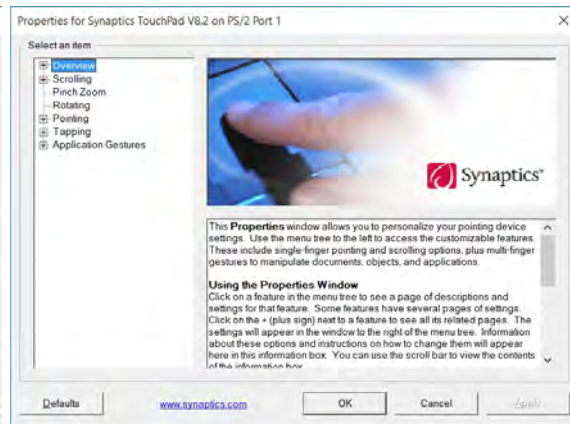 Properties for Synaptics TouchPad V8.2 on PS/2 Port 1
Select an item
Overview
Scrolling
Pinch Zoom
Rotating
Pointing
Tapping
Application Gestures
Synaptics
This Properties window allows you to personalize your pointing device
settings. Use the menu tree to the left to access the customizable features.
These include single-finger pointing and scrolling options, plus multi-finger
gestures to manipulate documents, objects, and applications.
Using the Properties Window
Click on a feature in the menu tree to see a page of descriptions and
settings for that feature. Some features have several pages of settings.
Click on the + (plus sign) next to a feature to see all its related pages. The
settings will appear in the window to the right of the menu tree. Information
about these options and instructions on how to change them will appear
here in this information box. You can use the scroll bar to view the contents
of the information box.
Defaults
www.synaptics.com
OK
Cancel
Apply